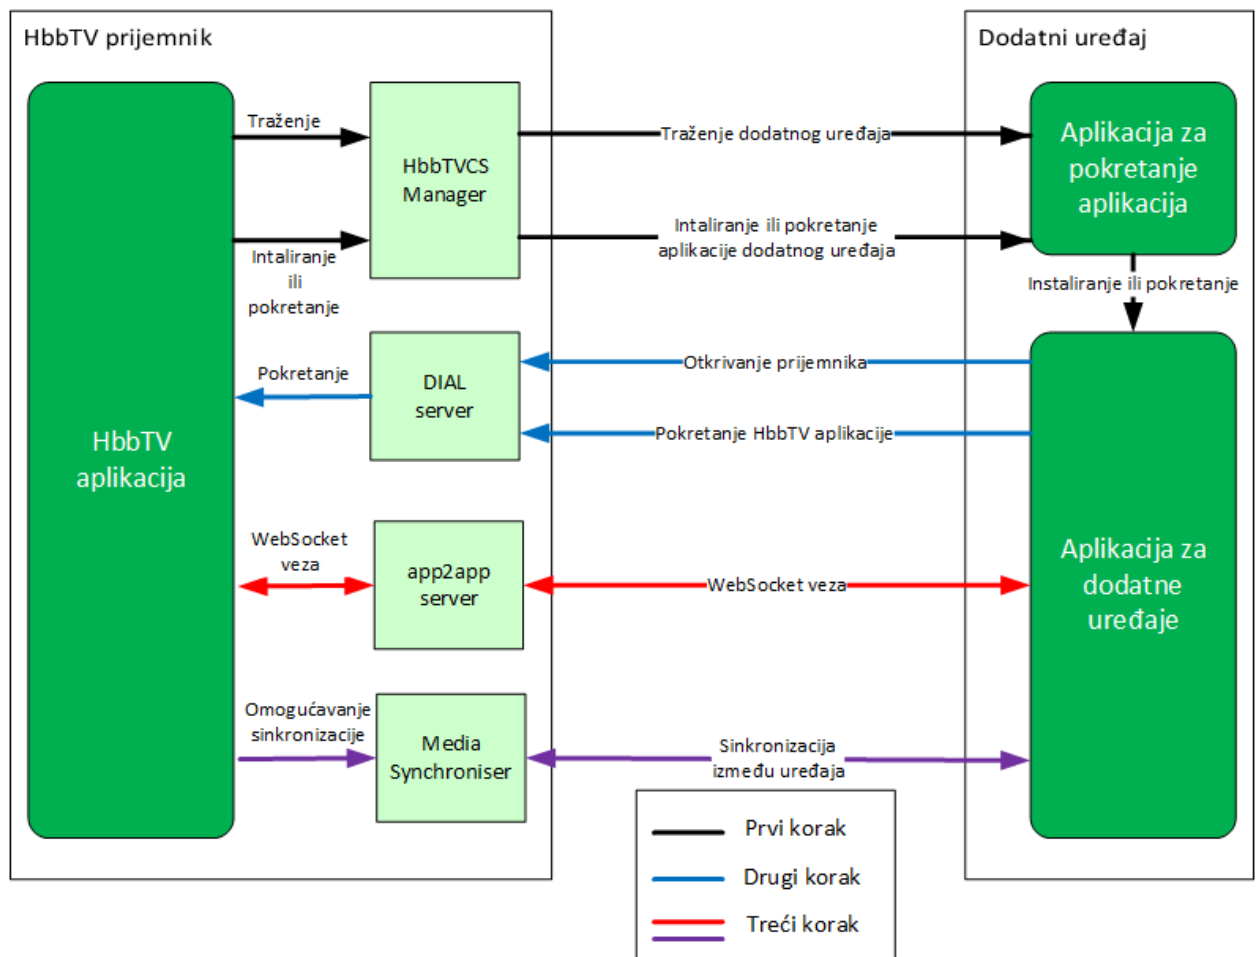 HbbTV prijemnik
HbbTV
aplikacija
Traženje
Intaliranje
ili
pokretanje
HbbTVCS
Manager
Pokretanje
DIAL
server
WebSocket
veza
app2app
server
Omogućavanje
sinkronizacije
Media
Synchroniser
Traženje dodatnog uređaja
Intaliranje ili pokretanje
aplikacije dodatnog uređaja
Otkrivanje prijemnika
Pokretanje HbbTV aplikacije
WebSocket veza
Sinkronizacija
između uređaja
Dodatni uređaj
Aplikacija za
pokretanje
aplikacija
Instaliranje ili pokretanje
Aplikacija za
dodatne
uređaje
Prvi korak
Drugi korak
Treći korak